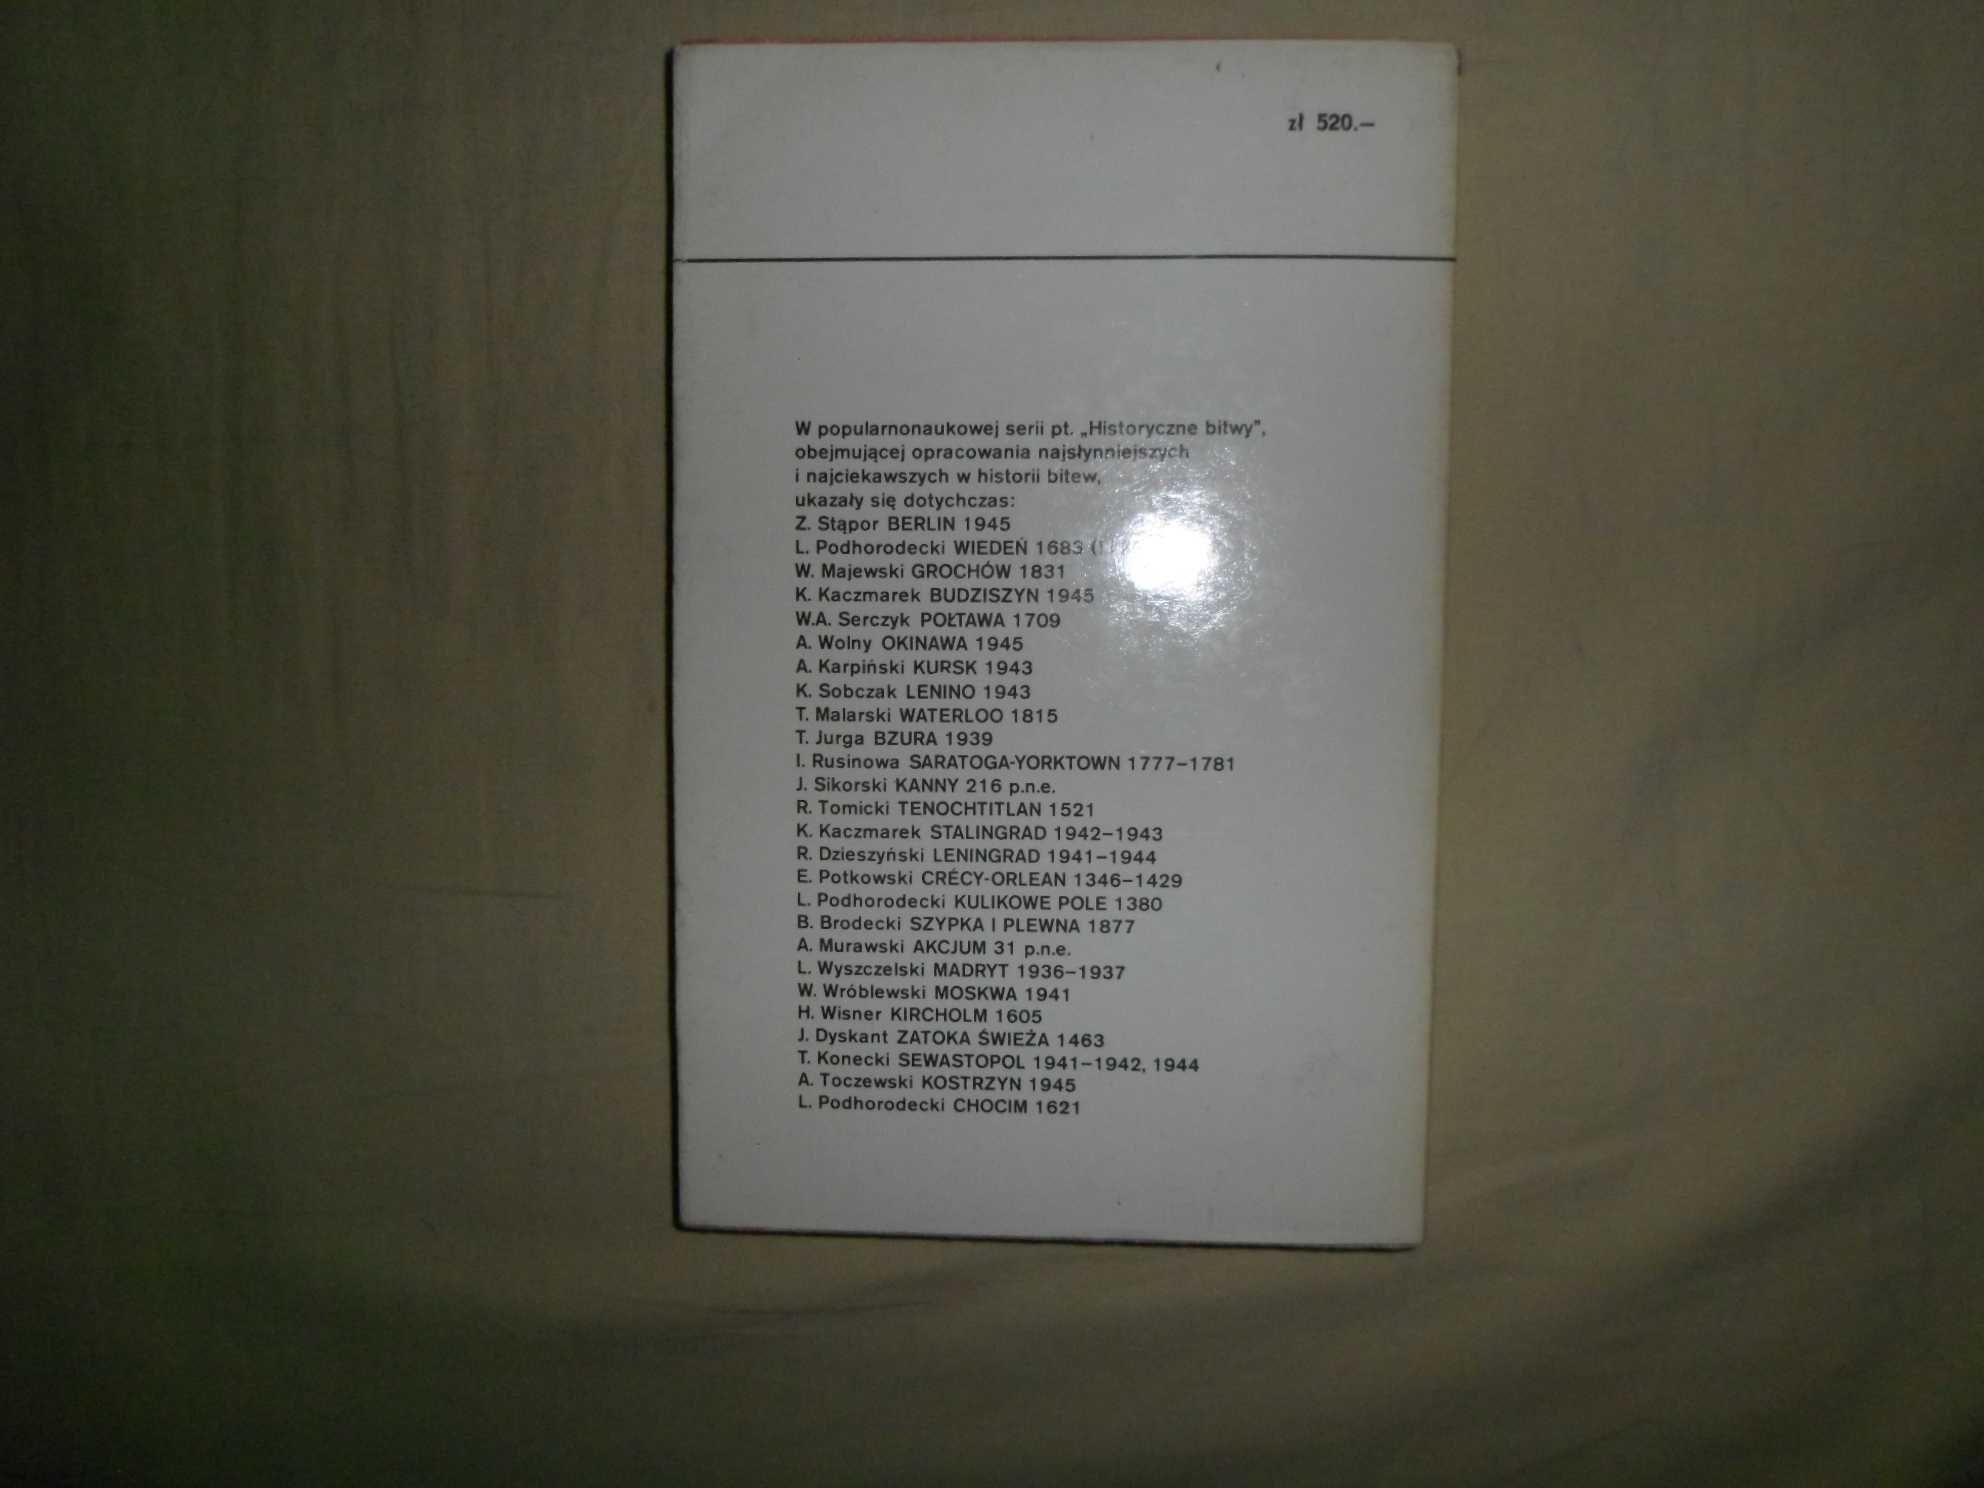 zł 520.—
W popularnonaukowej serii pt. „Historyczne bitwy",
obejmującej opracowania najsłynniejszych
i najciekawszych w historii bitew,
ukazały się dotychczas:
Z. Stąpor BERLIN 1945
L. Podhorodecki WIEDEŃ 1683
W. Majewski GROCHÓW 1831
K. Kaczmarek BUDZISZYN 1945
W.A. Serczyk POŁTAWA 1709
A. Wolny OKINAWA 1945
A. Karpiński KURSK 1943
K. Sobczak LENINO 1943
T. Malarski WATERLOO 1815
T. Jurga BZURA 1939
I. Rusinowa SARATOGA-YORKTOWN 1777–1781
J. Sikorski KANNY 216 p.n.e.
R. Tomicki TENOCHTITLAN 1521
K. Kaczmarek STALINGRAD 1942–1943
R. Dzieszyński LENINGRAD 1941–1944
E. Potkowski CRÉCY-ORLEAN 1346–1429
L. Podhorodecki KULIKOWE POLE 1380
B. Brodecki SZYPKA I PLEWNA 1877
A. Murawski AKCJUM 31 p.n.e.
L. Wyszczelski MADRYT 1936–1937
W. Wróblewski MOSKWA 1941
H. Wisner KIRCHOLM 1605
J. Dyskant ZATOKA ŚWIEŻA 1463
T. Konecki SEWASTOPOL 1941–1942, 1944
A. Toczewski KOSTRZYN 1945
L. Podhorodecki CHOCIM 1621